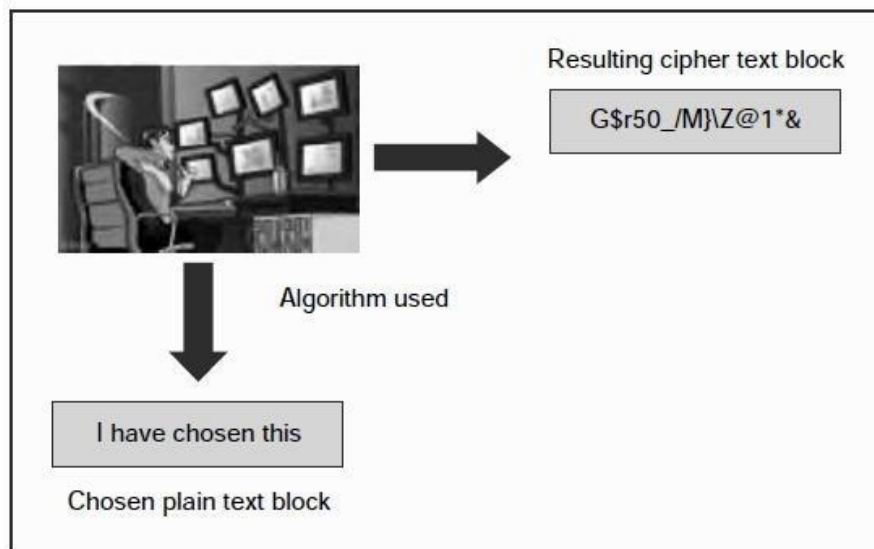 Resulting cipher text block
G$r50_/M}\Z@1*&
Algorithm used
I have chosen this
Chosen plain text block